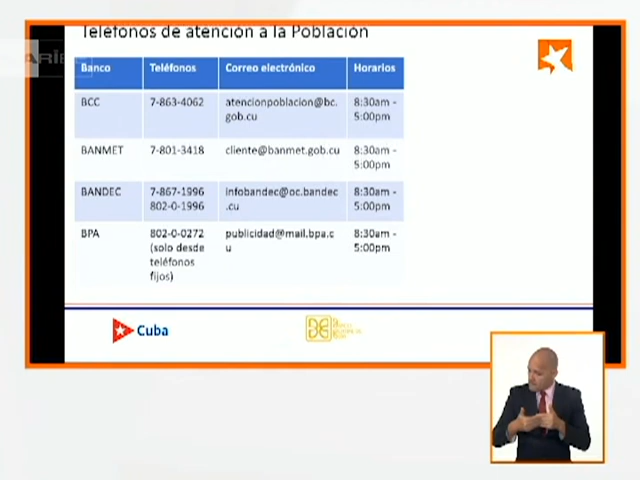 Teléfonos de atención a la Población
Banco Teléfonos Correo electrónico Horarios
BCC 7-863-4062 atencionpoblacion@bc. 8:30am -
gob.cu 5:00pm
BANMET 7-801-3418 cliente@banmet.gob.cu 8:30am -
5:00pm
BANDEC 7-867-1996 infobandec@oc.bandec 8:30am -
802-0-1996 .cu 5:00pm
BPA 802-0-0272 publicidad@mail.bpa.c 8:30am -
(solo desde u 5:00pm
teléfonos
fijos)
Cuba